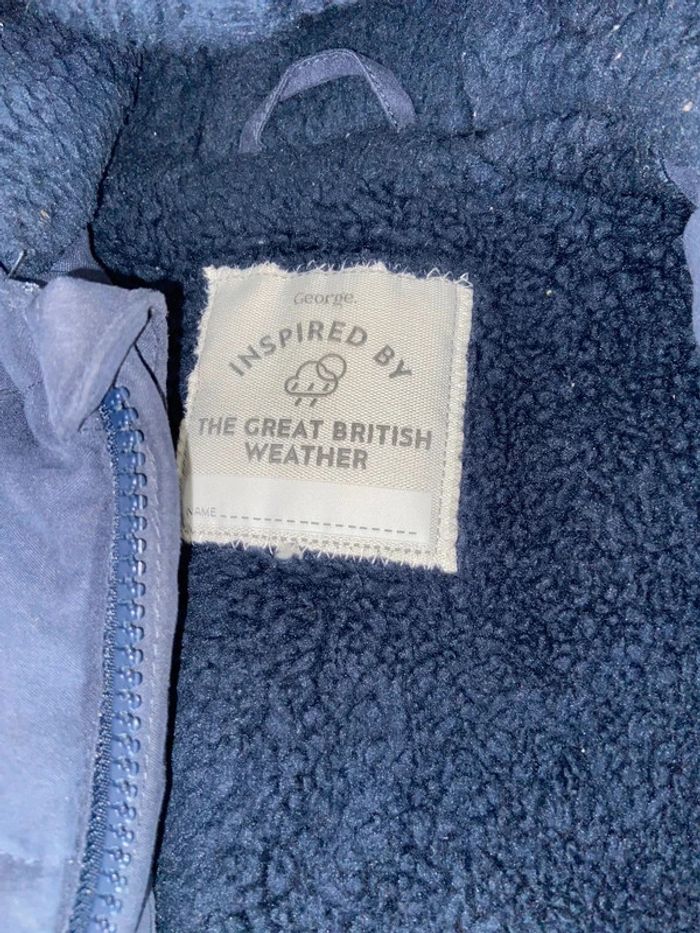 George.
INSPIRED BY
THE GREAT BRITISH
WEATHER
NAME